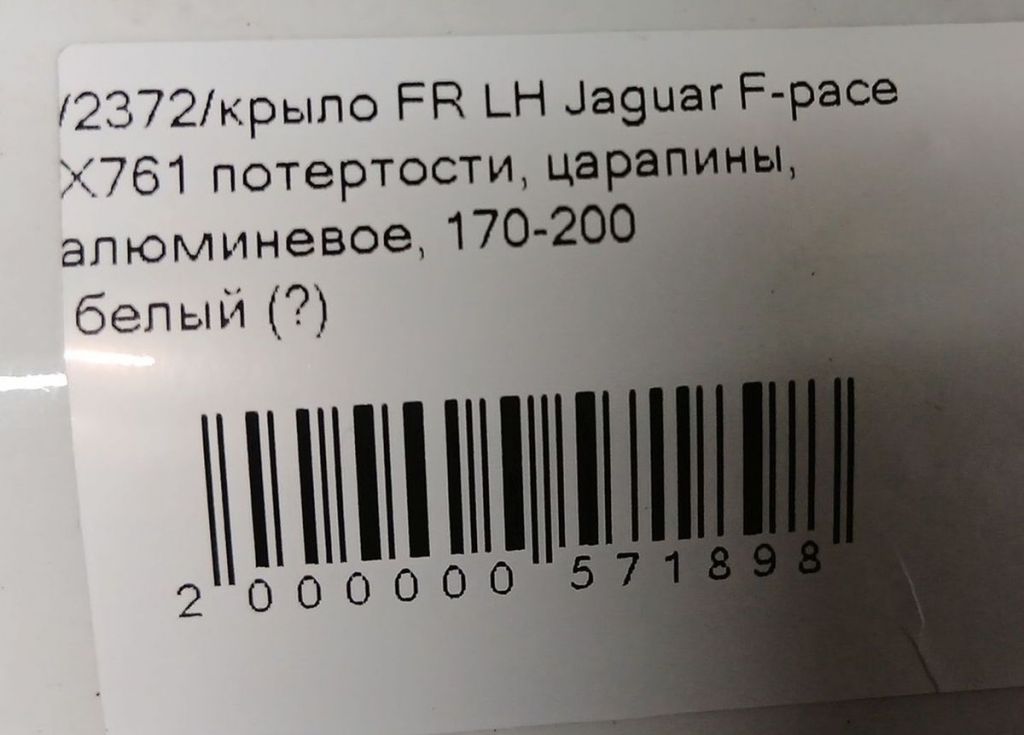 /2372/крыло FR LH Jaguar F-pace
X761 потертости, царапины,
алюминевое, 170-200
белый (?)
2 000000 571898